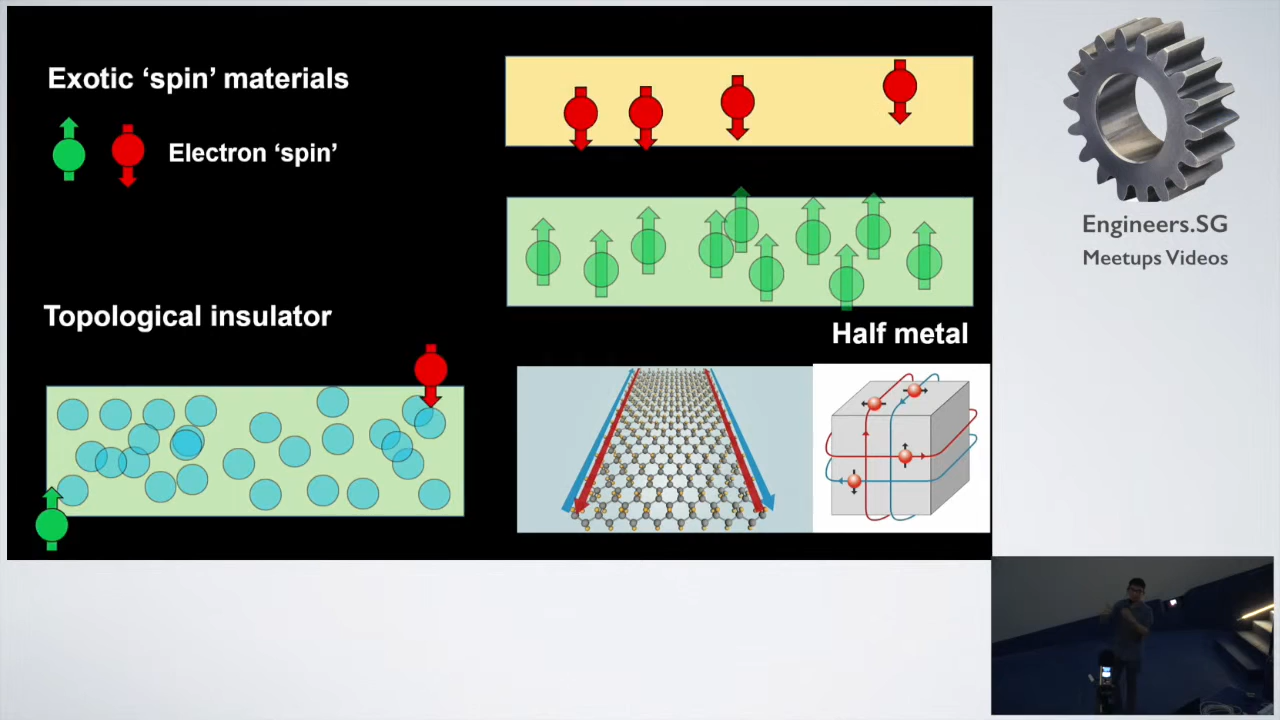 Exotic ‘spin’ materials
Electron ‘spin’
Topological insulator
Half metal
Engineers.SG
Meetups Videos